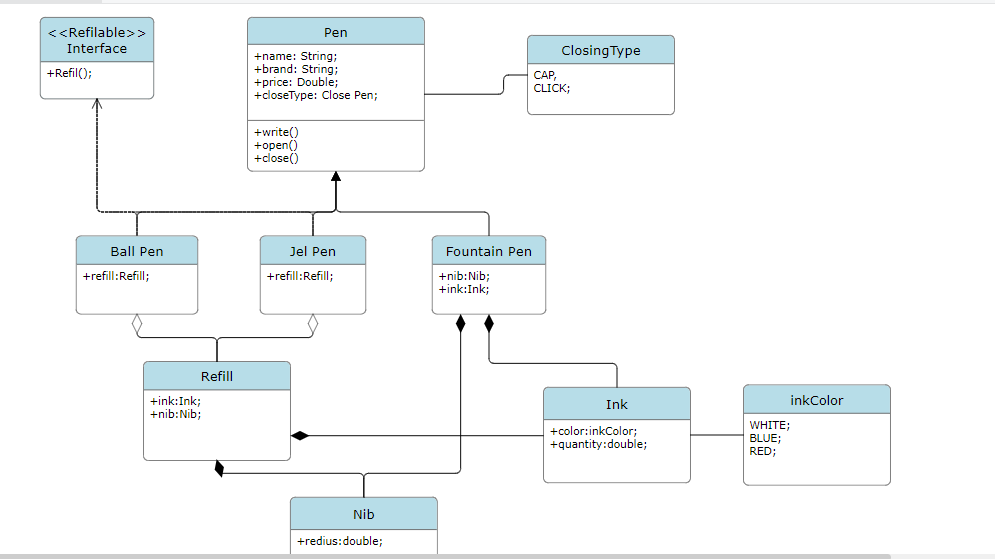 <<Refilable>>
Interface
+Refil();
Pen
+name: String;
+brand: String;
+price: Double;
+closeType: Close Pen;
+write()
+open()
+close()
ClosingType
CAP,
CLICK;
Ball Pen
+refill:Refill;
Jel Pen
+refill:Refill;
Fountain Pen
+nib:Nib;
+ink:Ink;
Refill
+ink:Ink;
+nib:Nib;
Ink
+color:inkColor;
+quantity:double;
inkColor
WHITE;
BLUE;
RED;
Nib
+redius:double;